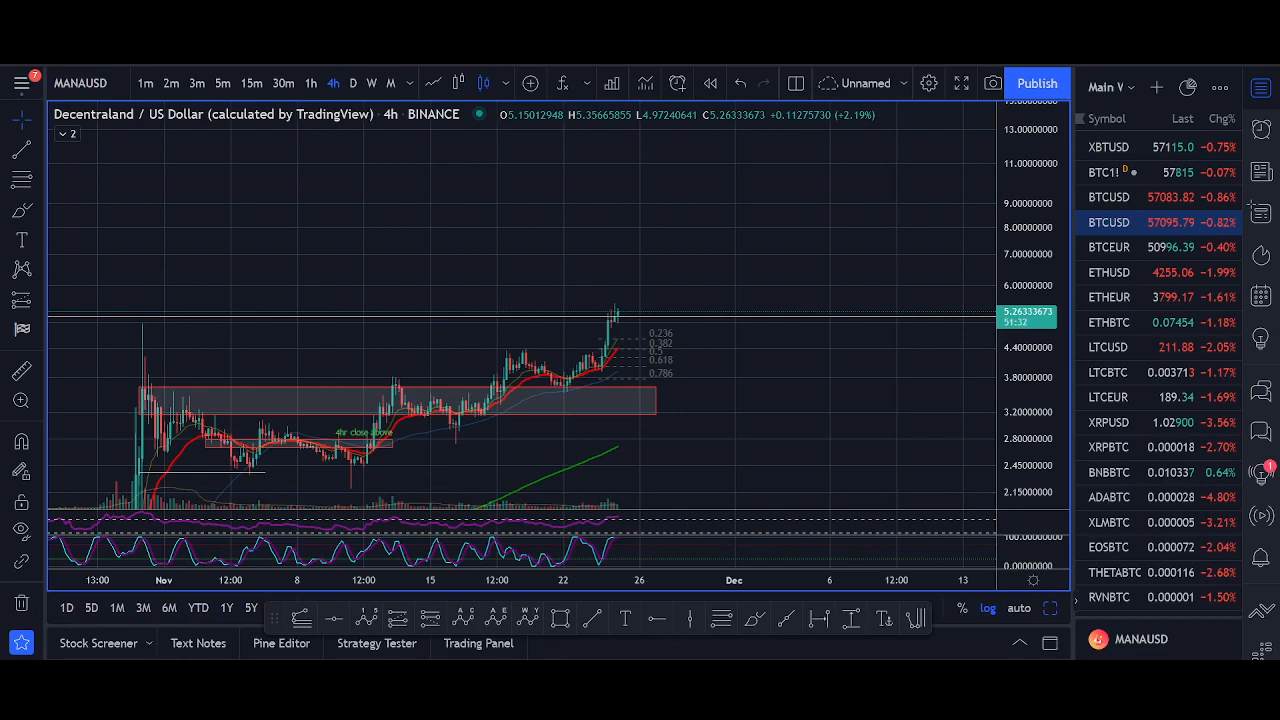 7
MANAUSD 1m 2m 3m 5m 15m 30m 1h 4h D W M Unnamed Publish Main V
Decentraland / US Dollar (calculated by TradingView) · 4h · BINANCE O5.15012948 H5.35665855 L4.97240641 C5.26333673 +0.11275730 (+2.19%)
2
Symbol Last Chg%
XBTUSD 57115.0 −0.75%
BTC1! D 57815 −0.07%
BTCUSD 57083.82 −0.86%
BTCUSD 57095.79 −0.82%
BTCEUR 50996.39 −0.40%
ETHUSD 4255.06 −1.99%
ETHEUR 3799.17 −1.61%
ETHBTC 0.07454 −1.18%
LTCUSD 211.88 −2.05%
LTCBTC 0.003713 −1.17%
LTCEUR 189.34 −1.69%
XRPUSD 1.02900 −3.56%
XRPBTC 0.000018 −2.70%
BNBBTC 0.010337 0.64%
ADABTC 0.000028 −4.80%
XLMBTC 0.000005 −3.21%
EOSBTC 0.000072 −2.04%
THETABTC 0.000116 −2.68%
RVNBTC 0.000001 −1.50%
1
13.00000000
11.00000000
9.00000000
8.00000000
7.00000000
6.00000000
5.26333673
51:32
4.40000000
3.80000000
3.20000000
2.80000000
2.45000000
2.15000000
0.00000000
0.236
0.382
0.5
0.618
0.786
4hr close above
13:00 Nov 12:00 8 12:00 15 12:00 22 26 Dec 6 12:00 13
1D 5D 1M 3M 6M YTD 1Y 5Y % log auto
Stock Screener Text Notes Pine Editor Strategy Tester Trading Panel
MANAUSD